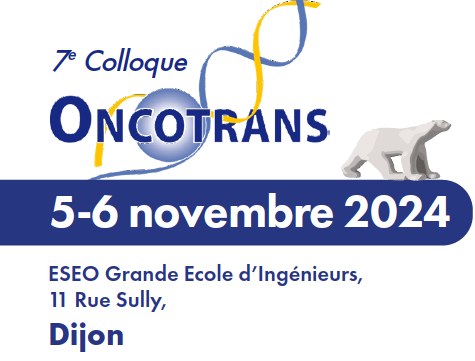 7e Colloque
ONCOTRANS
5-6 novembre 2024
ESEO Grande Ecole d’Ingénieurs,
11 Rue Sully,
Dijon